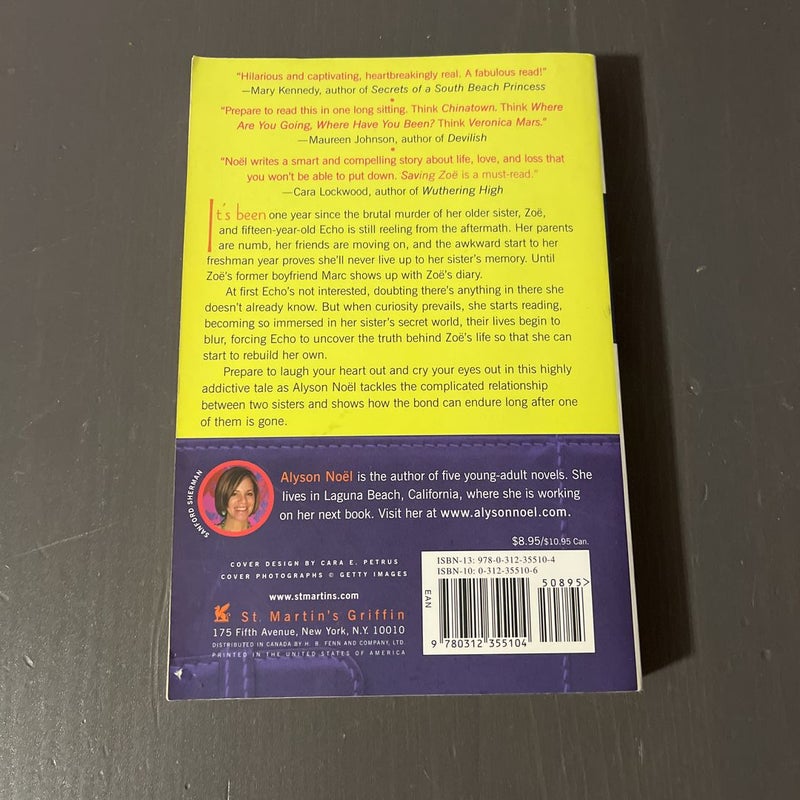 "Hilarious and captivating, heartbreakingly real. A fabulous read!"
—Mary Kennedy, author of Secrets of a South Beach Princess
"Prepare to read this in one long sitting. Think Chinatown. Think Where
Are You Going, Where Have You Been? Think Veronica Mars."
—Maureen Johnson, author of Devilish
"Noël writes a smart and compelling story about life, love, and loss that
you won't be able to put down. Saving Zoë is a must-read."
—Cara Lockwood, author of Wuthering High
It's been one year since the brutal murder of her older sister, Zoë,
and fifteen-year-old Echo is still reeling from the aftermath. Her parents
are numb, her friends are moving on, and the awkward start to her
freshman year proves she'll never live up to her sister's memory. Until
Zoë's former boyfriend Marc shows up with Zoë's diary.
At first Echo's not interested, doubting there's anything in there she
doesn't already know. But when curiosity prevails, she starts reading,
becoming so immersed in her sister's secret world, their lives begin to
blur, forcing Echo to uncover the truth behind Zoë's life so that she can
start to rebuild her own.
Prepare to laugh your heart out and cry your eyes out in this highly
addictive tale as Alyson Noël tackles the complicated relationship
between two sisters and shows how the bond can endure long after one
of them is gone.
SANFORD SHERMAN
Alyson Noël is the author of five young-adult novels. She
lives in Laguna Beach, California, where she is working
on her next book. Visit her at www.alysonnoel.com.
$8.95/$10.95 Can.
COVER DESIGN BY CARA E. PETRUS
COVER PHOTOGRAPHS © GETTY IMAGES
www.stmartins.com
St. Martin's Griffin
175 Fifth Avenue, New York, N.Y. 10010
DISTRIBUTED IN CANADA BY H. B. FENN AND COMPANY, LTD.
PRINTED IN THE UNITED STATES OF AMERICA
ISBN-13: 978-0-312-35510-4
ISBN-10: 0-312-35510-6
50895>
EAN
9 780312 355104